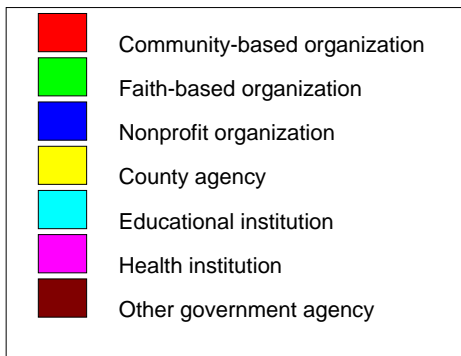 Community-based organization
Faith-based organization
Nonprofit organization
County agency
Educational institution
Health institution
Other government agency